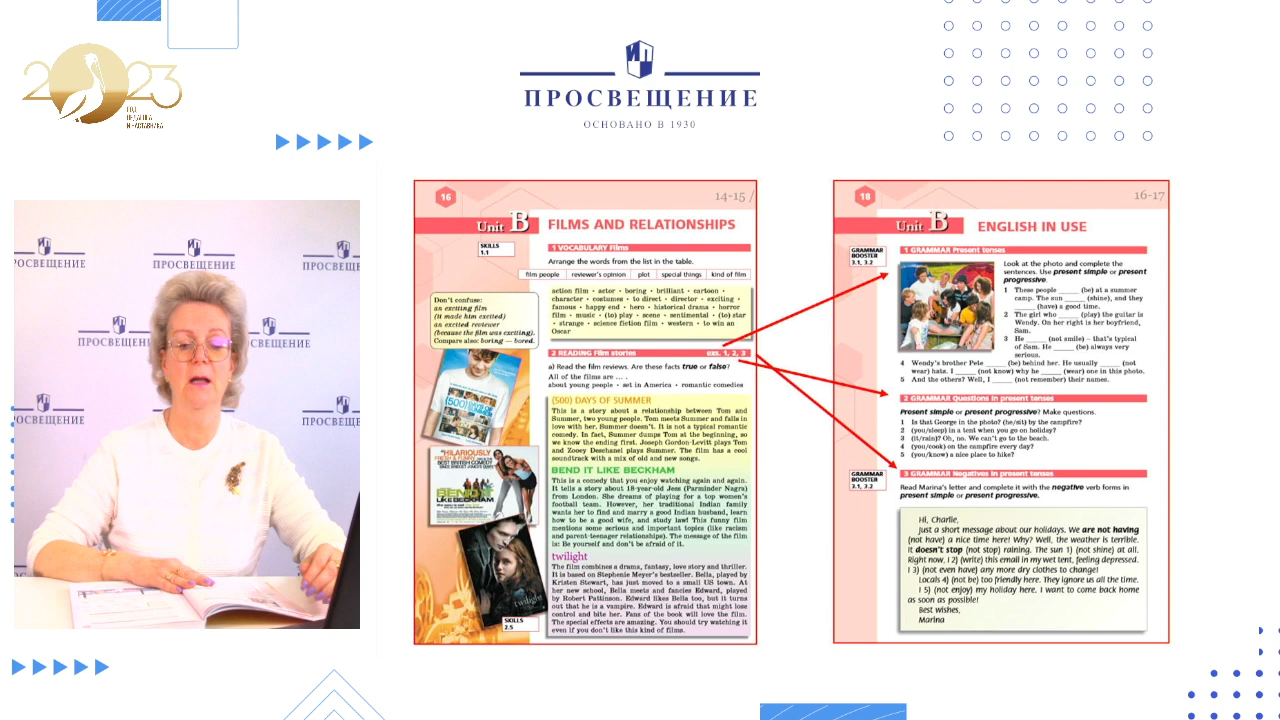 2023
ГОД
ПЕДАГОГА
И НАСТАВНИКА
ИП
ПРОСВЕЩЕНИЕ
ОСНОВАНО В 1930
РОСВЕЩЕНИЕ
ПРОСВЕЩЕНИЕ
ПРОСВЕЩЕ
16
14-15 /
Unit B
FILMS AND RELATIONSHIPS
SKILLS
1.1
1 VOCABULARY Films
Arrange the words from the list in the table.
film people
reviewer's opinion
plot
special things
kind of film
action film • actor • boring • brilliant • cartoon •
character • costumes • to direct • director • exciting •
famous • happy end • hero • historical drama • horror
film • music • (to) play • scene • sentimental • (to) star
• strange • science fiction film • western • to win an
Oscar
Don't confuse:
an exciting film
(it made him excited)
an excited reviewer
(because the film was exciting).
Compare also: boring — bored.
2 READING Film stories
exs. 1, 2, 3
a) Read the film reviews. Are these facts true or false?
All of the films are ... .
about young people • set in America • romantic comedies
(500) DAYS OF SUMMER
This is a story about a relationship between Tom and
Summer, two young people. Tom meets Summer and falls in
love with her. Summer doesn't. It is not a typical romantic
comedy. In fact, Summer dumps Tom at the beginning, so
we know the ending first. Joseph Gordon-Levitt plays Tom
and Zooey Deschanel plays Summer. The film has a cool
soundtrack with a mix of old and new songs.
BEND IT LIKE BECKHAM
This is a comedy that you enjoy watching again and again.
It tells a story about 18-year-old Jess (Parminder Nagra)
from London. She dreams of playing for a top women's
football team. However, her traditional Indian family
wants her to find and marry a good Indian husband, learn
how to be a good wife, and study law! This funny film
mentions some serious and important topics (like racism
and parent-teenager relationships). The message of the film
is: Be yourself and don't be afraid of it.
twilight
The film combines a drama, fantasy, love story and thriller.
It is based on Stephenie Meyer's bestseller. Bella, played by
Kristen Stewart, has just moved to a small US town. At
her new school, Bella meets and fancies Edward, played
by Robert Pattinson. Edward likes Bella too, but it turns
out that he is a vampire. Edward is afraid that might lose
control and bite her. Fans of the book will love the film.
The special effects are amazing. You should try watching it
even if you don't like this kind of films.
(500)
"HILARIOUSLY
BEND IT
LIKE BECKHAM
twilight
SKILLS
2.5
18
16-17
Unit B
ENGLISH IN USE
GRAMMAR
BOOSTER
3.1, 3.2
1 GRAMMAR Present tenses
Look at the photo and complete the
sentences. Use present simple or present
progressive.
1 These people _____ (be) at a summer
camp. The sun _____ (shine), and they
_____ (have) a good time.
2 The girl who _____ (play) the guitar is
Wendy. On her right is her boyfriend,
Sam.
3 He _____ (not smile) – that's typical
of Sam. He _____ (be) always very
serious.
4 Wendy's brother Pete _____ (be) behind her. He usually _____ (not
wear) hats. I _____ (not know) why he _____ (wear) one in this photo.
5 And the others? Well, I _____ (not remember) their names.
2 GRAMMAR Questions in present tenses
Present simple or present progressive? Make questions.
1 Is that George in the photo? (he/sit) by the campfire?
2 (you/sleep) in a tent when you go on holiday?
3 (it/rain)? Oh, no. We can't go to the beach.
4 (you/cook) on the campfire every day?
5 (you/know) a nice place to hike?
GRAMMAR
BOOSTER
3.1, 3.2
3 GRAMMAR Negatives in present tenses
Read Marina's letter and complete it with the negative verb forms in
present simple or present progressive.
Hi, Charlie,
Just a short message about our holidays. We are not having
(not have) a nice time here! Why? Well, the weather is terrible.
It doesn't stop (not stop) raining. The sun 1) (not shine) at all.
Right now, I 2) (write) this email in my wet tent, feeling depressed.
I 3) (not even have) any more dry clothes to change!
Locals 4) (not be) too friendly here. They ignore us all the time.
I 5) (not enjoy) my holiday here. I want to come back home
as soon as possible!
Best wishes,
Marina